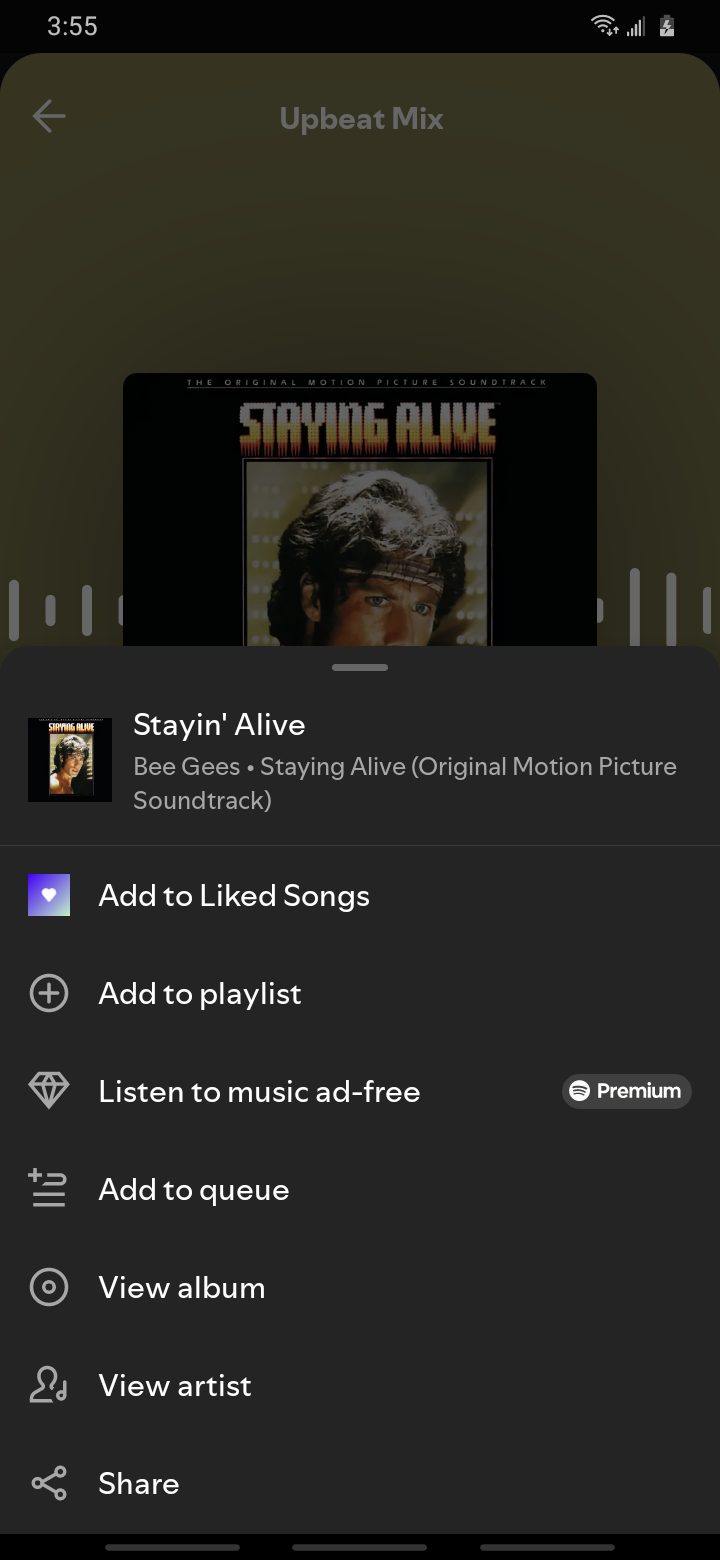 3:55
Upbeat Mix
THE ORIGINAL MOTION PICTURE SOUNDTRACK
STAYING ALIVE
STAYING ALIVE
Stayin' Alive
Bee Gees • Staying Alive (Original Motion Picture
Soundtrack)
Add to Liked Songs
Add to playlist
Listen to music ad-free
Premium
Add to queue
View album
View artist
Share